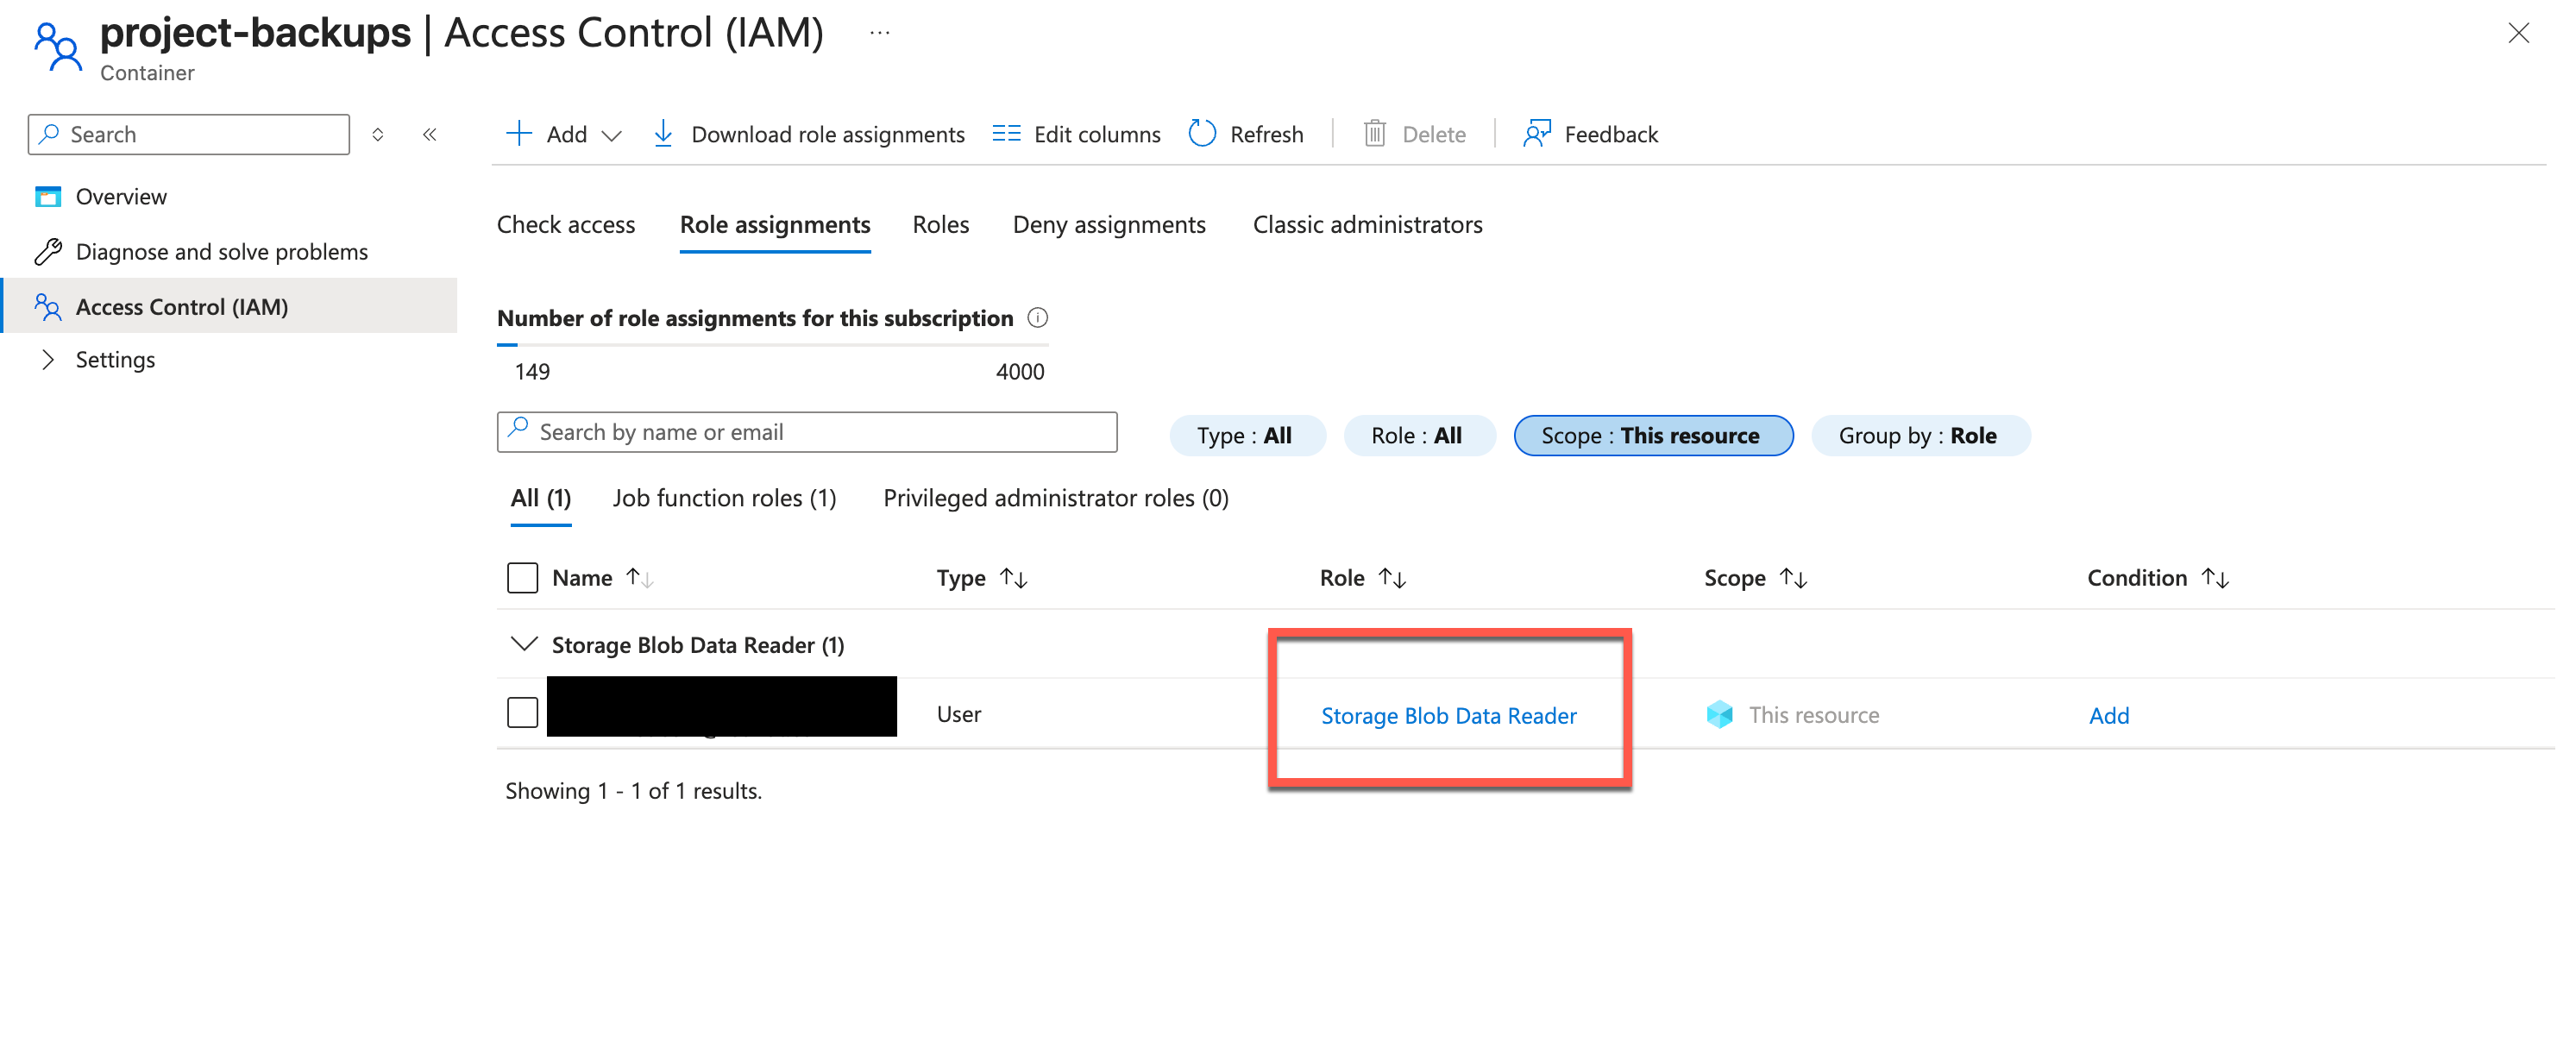 project-backups | Access Control (IAM) ...
Container
Search
Add
Download role assignments
Edit columns
Refresh
Delete
Feedback
Overview
Diagnose and solve problems
Access Control (IAM)
Settings
Check access
Role assignments
Roles
Deny assignments
Classic administrators
Number of role assignments for this subscription
149
4000
Search by name or email
Type : All
Role : All
Scope : This resource
Group by : Role
All (1)
Job function roles (1)
Privileged administrator roles (0)
Name
Type
Role
Scope
Condition
Storage Blob Data Reader (1)
User
Storage Blob Data Reader
This resource
Add
Showing 1 - 1 of 1 results.